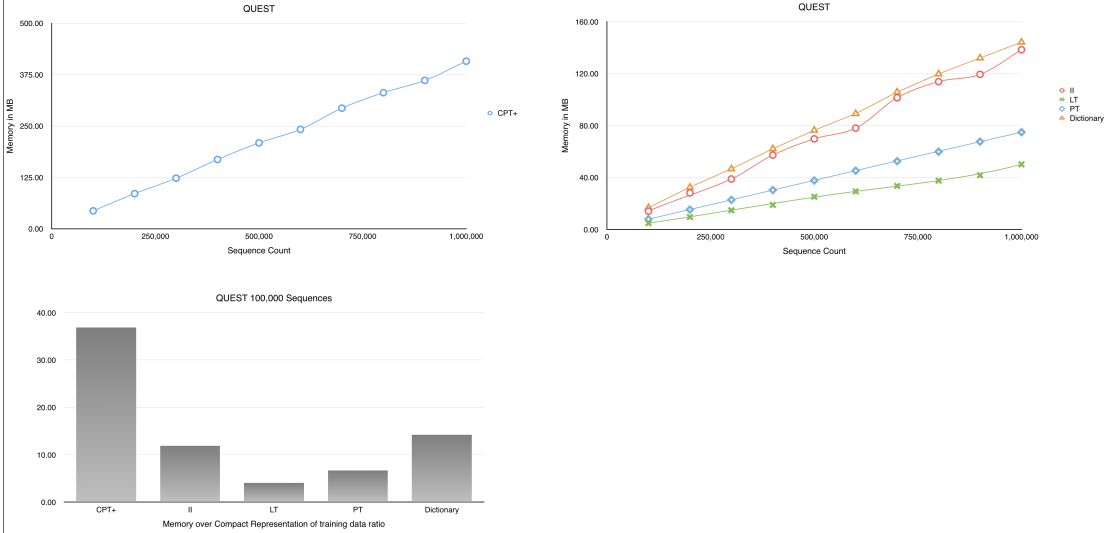 QUEST
500.00
375.00
250.00
125.00
0.00
Memory in MB
0
250,000
500,000
750,000
1,000,000
Sequence Count
CPT+
QUEST
160.00
120.00
80.00
40.00
0.00
Memory in MB
0
250,000
500,000
750,000
1,000,000
Sequence Count
II
LT
PT
Dictionary
QUEST 100,000 Sequences
40.00
30.00
20.00
10.00
0.00
CPT+
II
LT
PT
Dictionary
Memory over Compact Representation of training data ratio